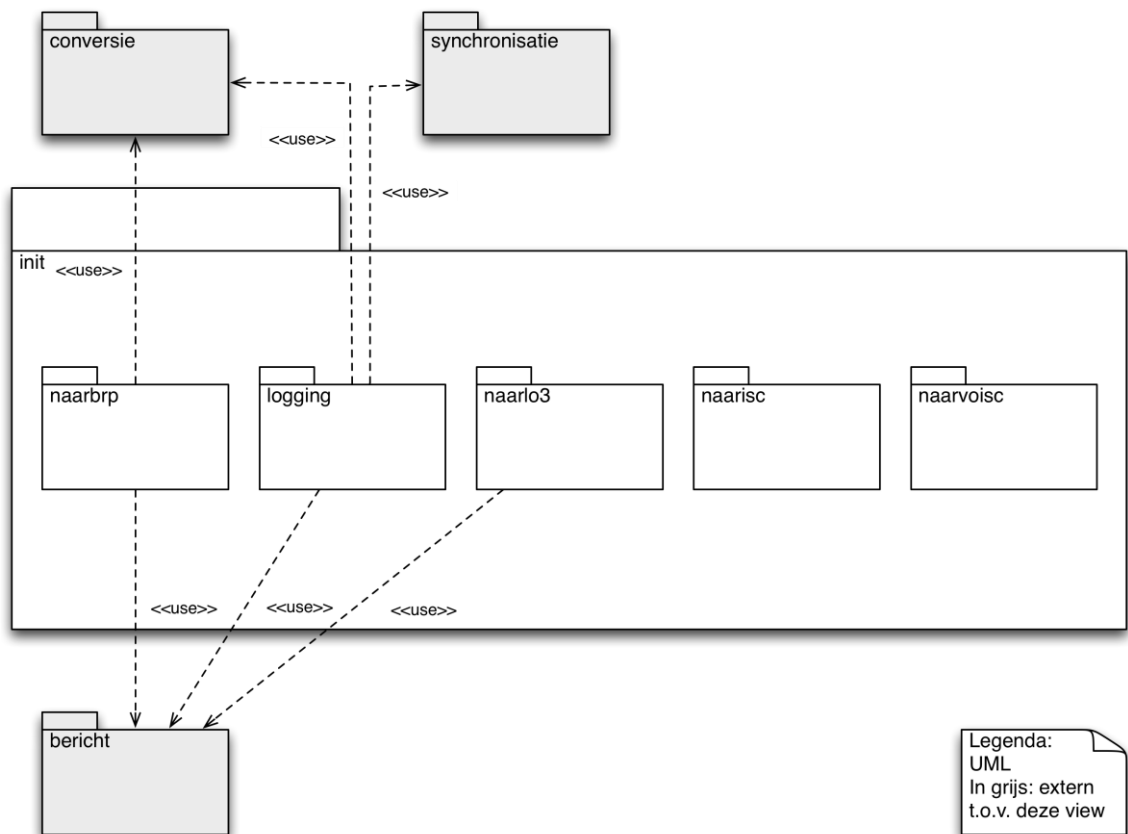 conversie
synchronisatie
<<use>>
<<use>>
init
<<use>>
naarbrp
logging
naarlo3
naarisc
naarvoisc
<<use>>
<<use>>
<<use>>
bericht
Legenda:
UML
In grijs: extern
t.o.v. deze view